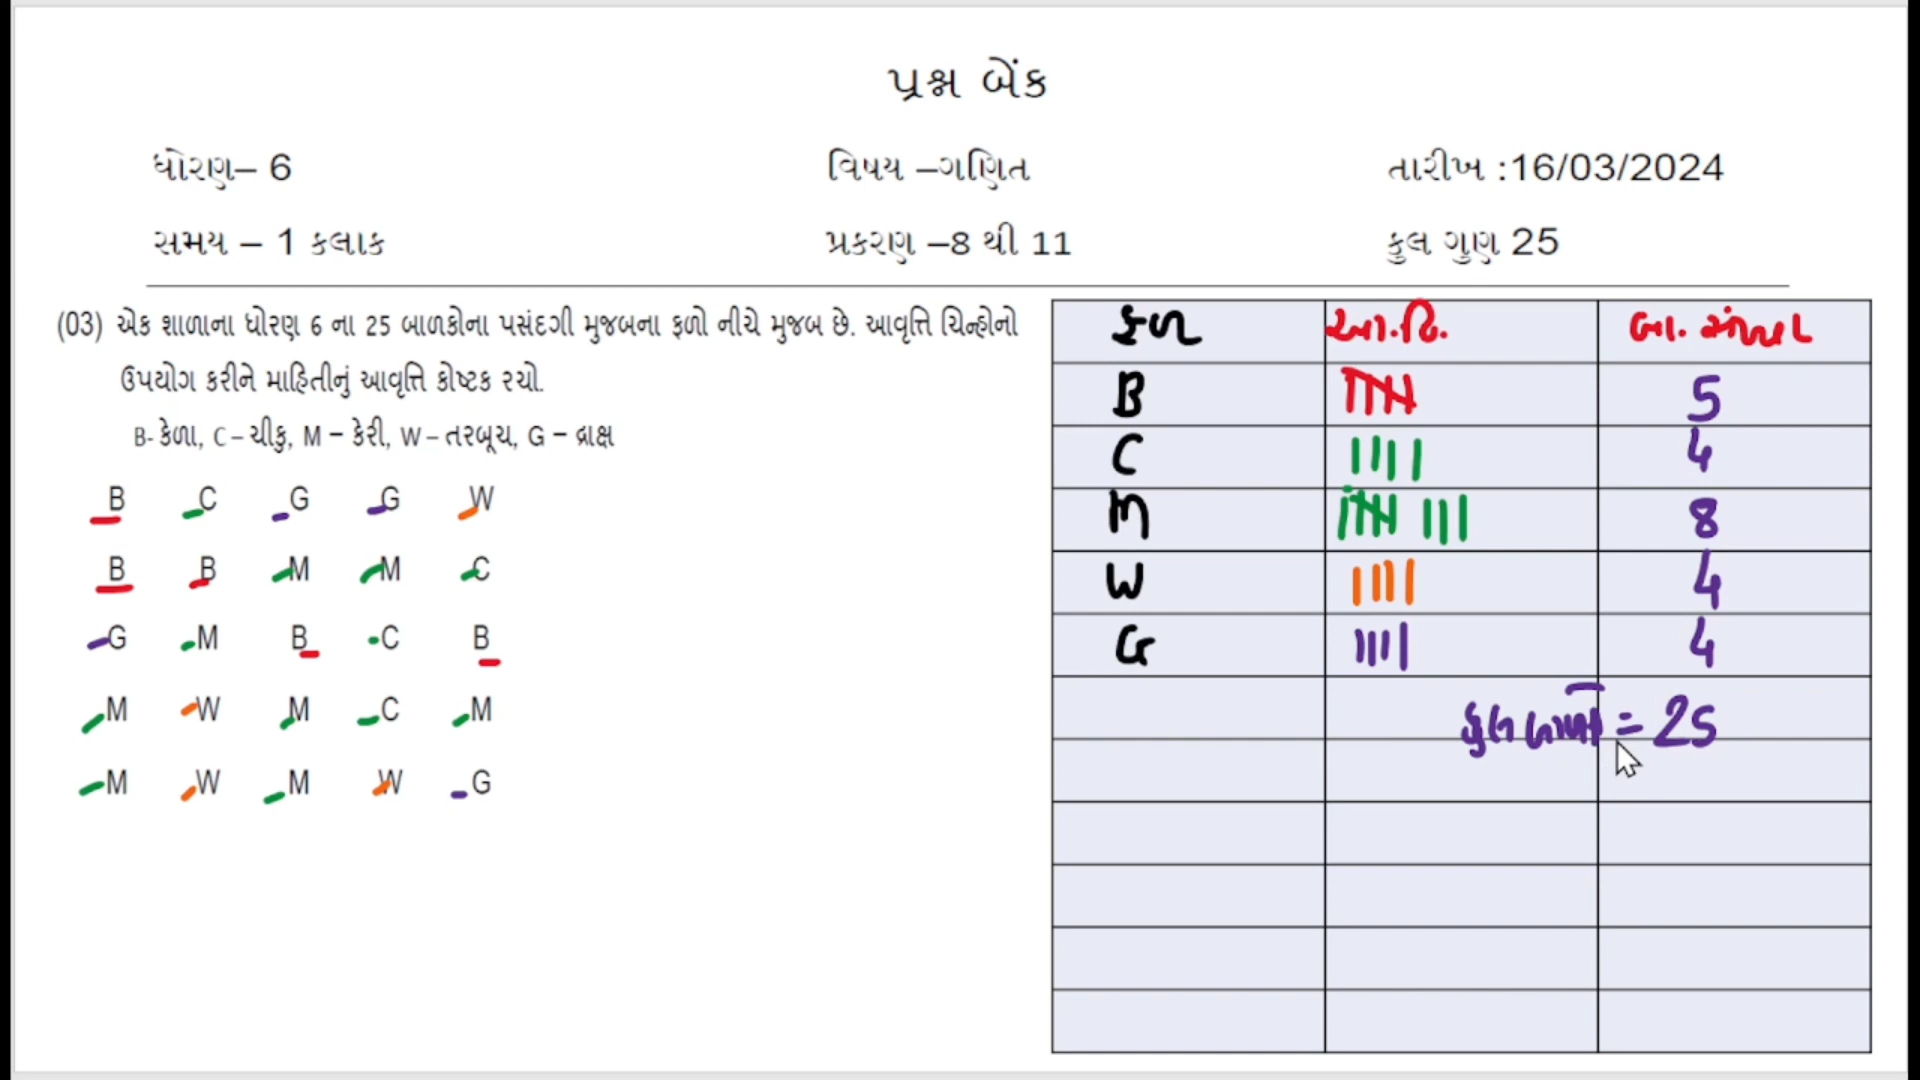 પ્રશ્ન બેંક
ધોરણ– 6 વિષય –ગણિત તારીખ :16/03/2024
સમય – 1 કલાક પ્રકરણ –8 થી 11 કુલ ગુણ 25
(03) એક શાળાના ધોરણ 6 ના 25 બાળકોના પસંદગી મુજબના ફળો નીચે મુજબ છે. આવૃત્તિ ચિન્હોનો
ઉપયોગ કરીને માહિતીનું આવૃત્તિ કોષ્ટક રચો.
B- કેળા, C – ચીકુ, M – કેરી, W – તરબૂચ, G – દ્રાક્ષ
B C G G W
B B M M C
G M B C B
M W M C M
M W M W G
ફળ આ.ચિ. બા. સંખ્યા
B 5
C 4
M 8
W 4
G 4
કુલ = 25